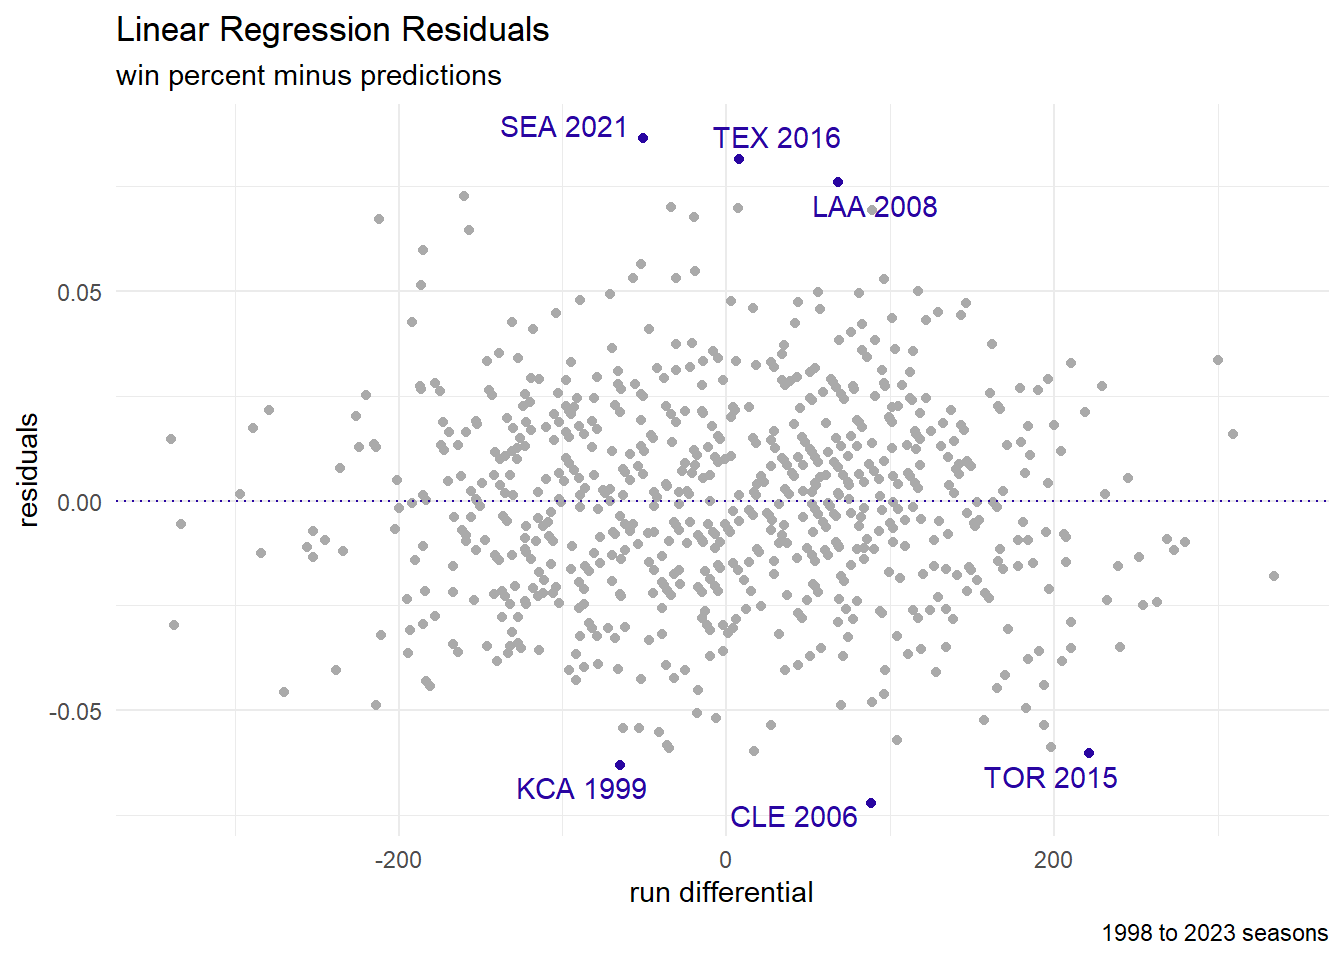 Linear Regression Residuals
win percent minus predictions
SEA 2021
TEX 2016
LAA 2008
0.05
0.00
-0.05
residuals
KCA 1999
TOR 2015
CLE 2006
-200
0
200
run differential
1998 to 2023 seasons